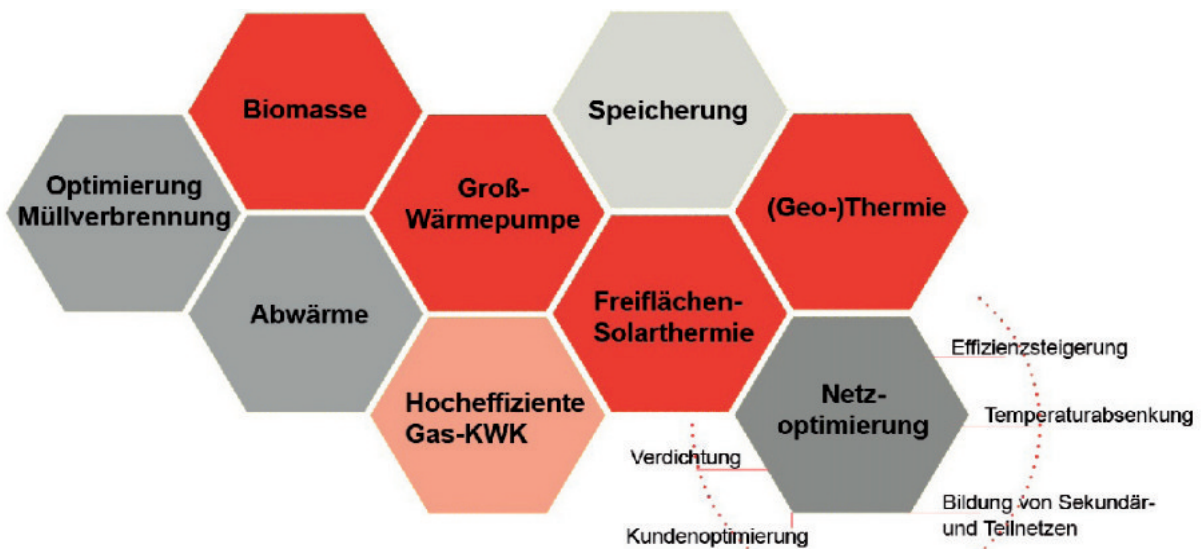 Biomasse
Speicherung
Optimierung
Müllverbrennung
Groß-
Wärmepumpe
(Geo-)Thermie
Abwärme
Freiflächen-
Solarthermie
Hocheffiziente
Gas-KWK
Netz-
optimierung
Effizienzsteigerung
Temperaturabsenkung
Verdichtung
Bildung von Sekundär-
und Teilnetzen
Kundenoptimierung